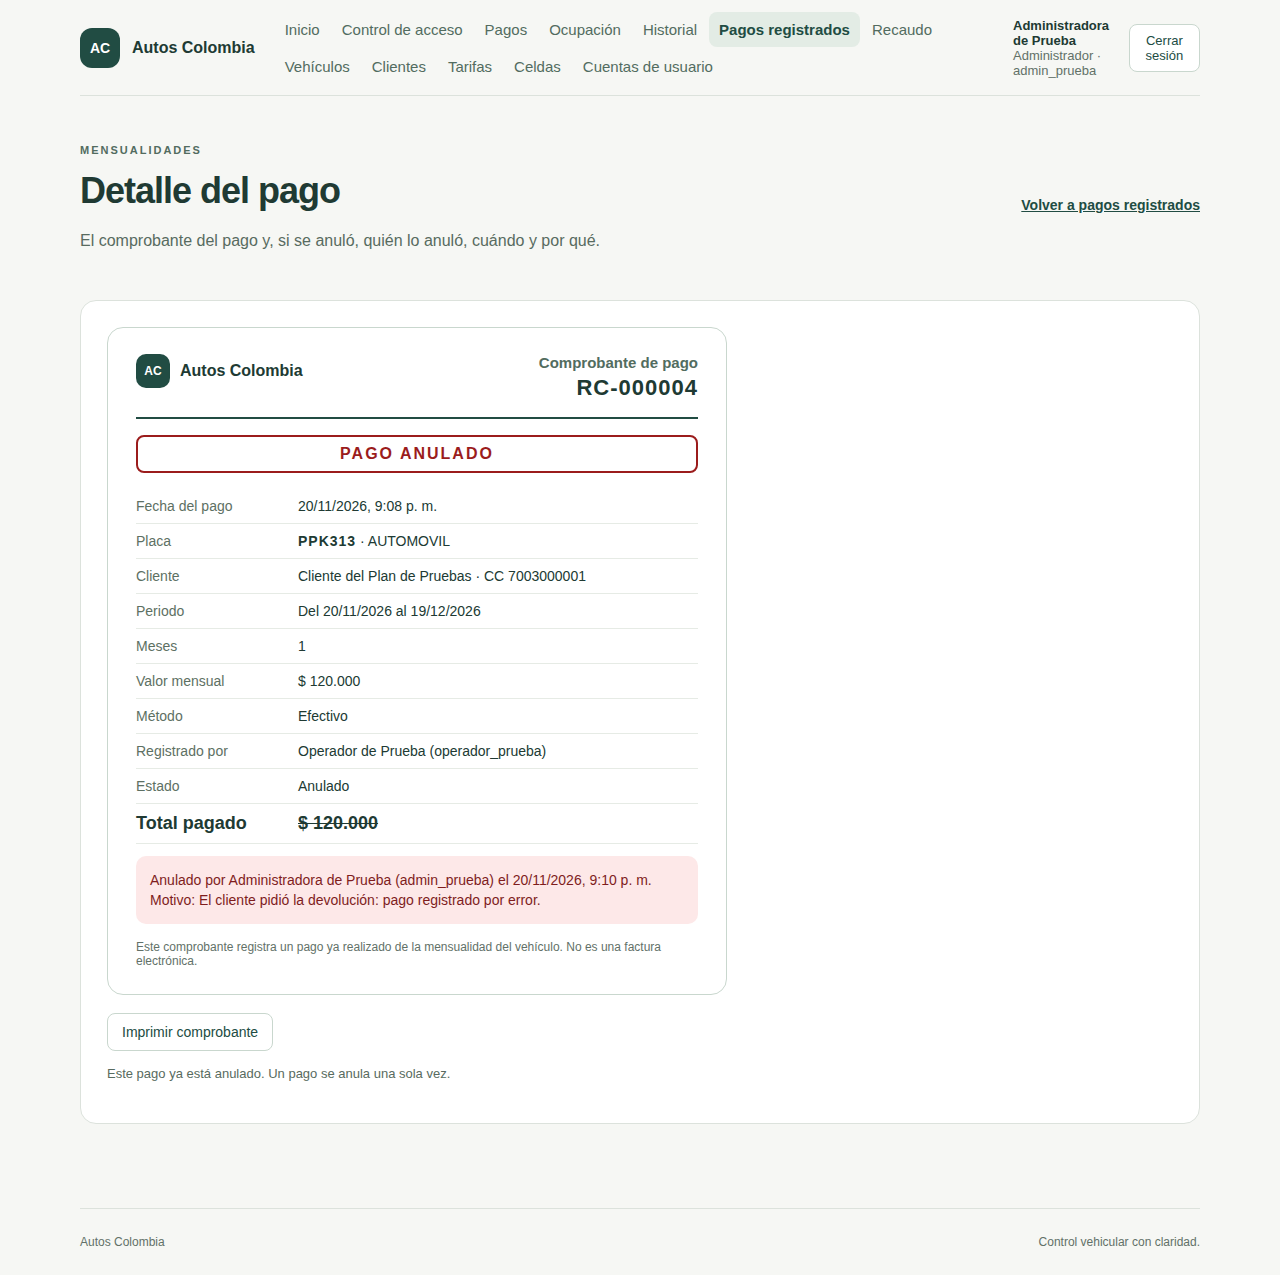 AC
Autos Colombia
Inicio Control de acceso Pagos Ocupación Historial Pagos registrados Recaudo
Vehículos Clientes Tarifas Celdas Cuentas de usuario
Administradora
de Prueba
Administrador ·
admin_prueba
Cerrar
sesión
MENSUALIDADES
Detalle del pago
Volver a pagos registrados
El comprobante del pago y, si se anuló, quién lo anuló, cuándo y por qué.
AC
Autos Colombia
Comprobante de pago
RC-000004
PAGO ANULADO
Fecha del pago 20/11/2026, 9:08 p. m.
Placa PPK313 · AUTOMOVIL
Cliente Cliente del Plan de Pruebas · CC 7003000001
Periodo Del 20/11/2026 al 19/12/2026
Meses 1
Valor mensual $ 120.000
Método Efectivo
Registrado por Operador de Prueba (operador_prueba)
Estado Anulado
Total pagado $ 120.000
Anulado por Administradora de Prueba (admin_prueba) el 20/11/2026, 9:10 p. m.
Motivo: El cliente pidió la devolución: pago registrado por error.
Este comprobante registra un pago ya realizado de la mensualidad del vehículo. No es una factura
electrónica.
Imprimir comprobante
Este pago ya está anulado. Un pago se anula una sola vez.
Autos Colombia
Control vehicular con claridad.